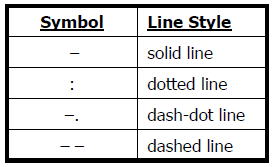 Symbol Line Style
– solid line
: dotted line
–. dash-dot line
– – dashed line